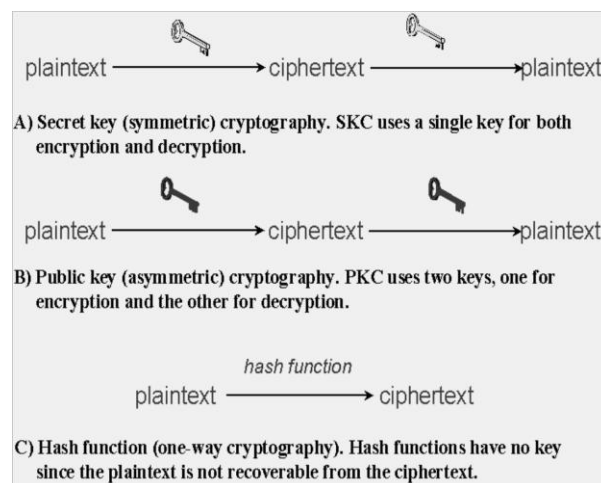 plaintext ciphertext plaintext
A) Secret key (symmetric) cryptography. SKC uses a single key for both
encryption and decryption.
plaintext ciphertext plaintext
B) Public key (asymmetric) cryptography. PKC uses two keys, one for
encryption and the other for decryption.
hash function
plaintext ciphertext
C) Hash function (one-way cryptography). Hash functions have no key
since the plaintext is not recoverable from the ciphertext.